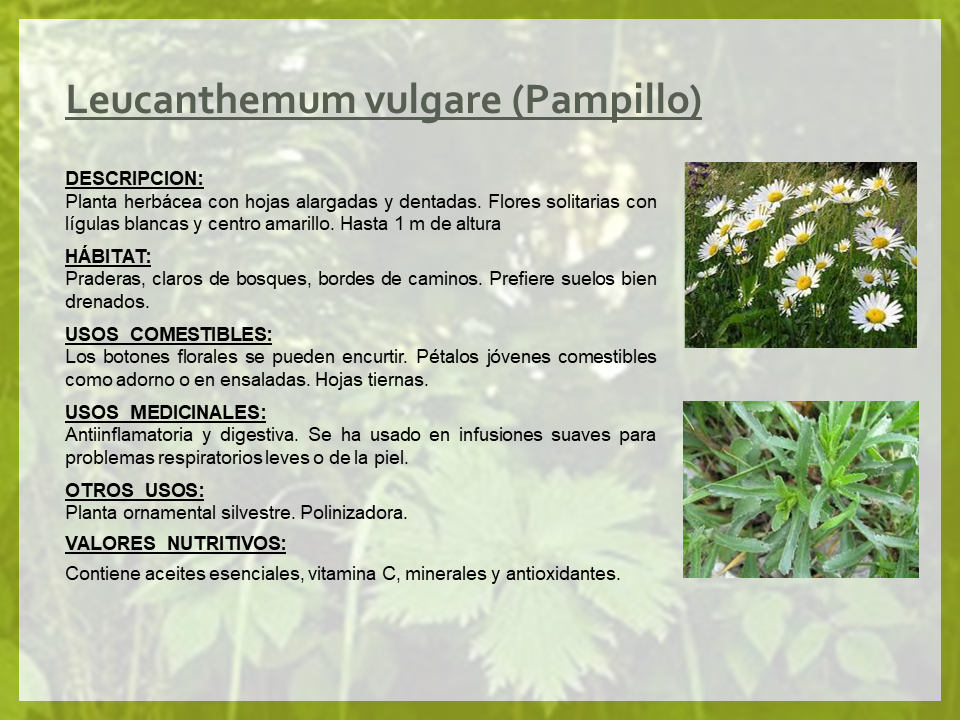 Leucanthemum vulgare (Pampillo)
DESCRIPCION:
Planta herbácea con hojas alargadas y dentadas. Flores solitarias con
lígulas blancas y centro amarillo. Hasta 1 m de altura
HÁBITAT:
Praderas, claros de bosques, bordes de caminos. Prefiere suelos bien
drenados.
USOS COMESTIBLES:
Los botones florales se pueden encurtir. Pétalos jóvenes comestibles
como adorno o en ensaladas. Hojas tiernas.
USOS MEDICINALES:
Antiinflamatoria y digestiva. Se ha usado en infusiones suaves para
problemas respiratorios leves o de la piel.
OTROS USOS:
Planta ornamental silvestre. Polinizadora.
VALORES NUTRITIVOS:
Contiene aceites esenciales, vitamina C, minerales y antioxidantes.